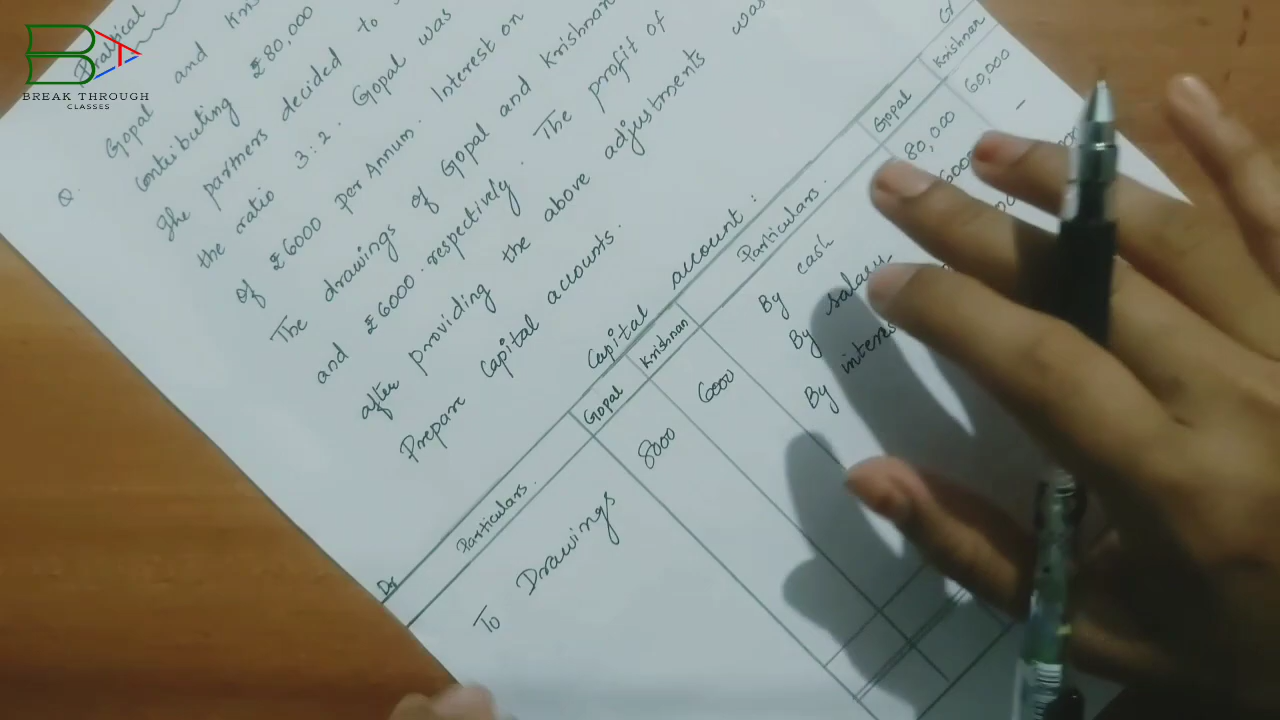 BREAK THROUGH
CLASSES
Practical
Q. Gopal and
contributing ₹80,000
the partners decided to
the ratio 3:2. Gopal was
of ₹6000 per Annum. Interest on
The drawings of Gopal and Krishnan
and ₹6000. respectively. The profit of
after providing the above adjustments was
Prepare Capital accounts.
Capital account:
Dr Cr
Particulars. Gopal Krishnan Particulars. Gopal Krishnan
To Drawings 8000 6000 By cash 80,000 60,000
By salary 6000 –
By